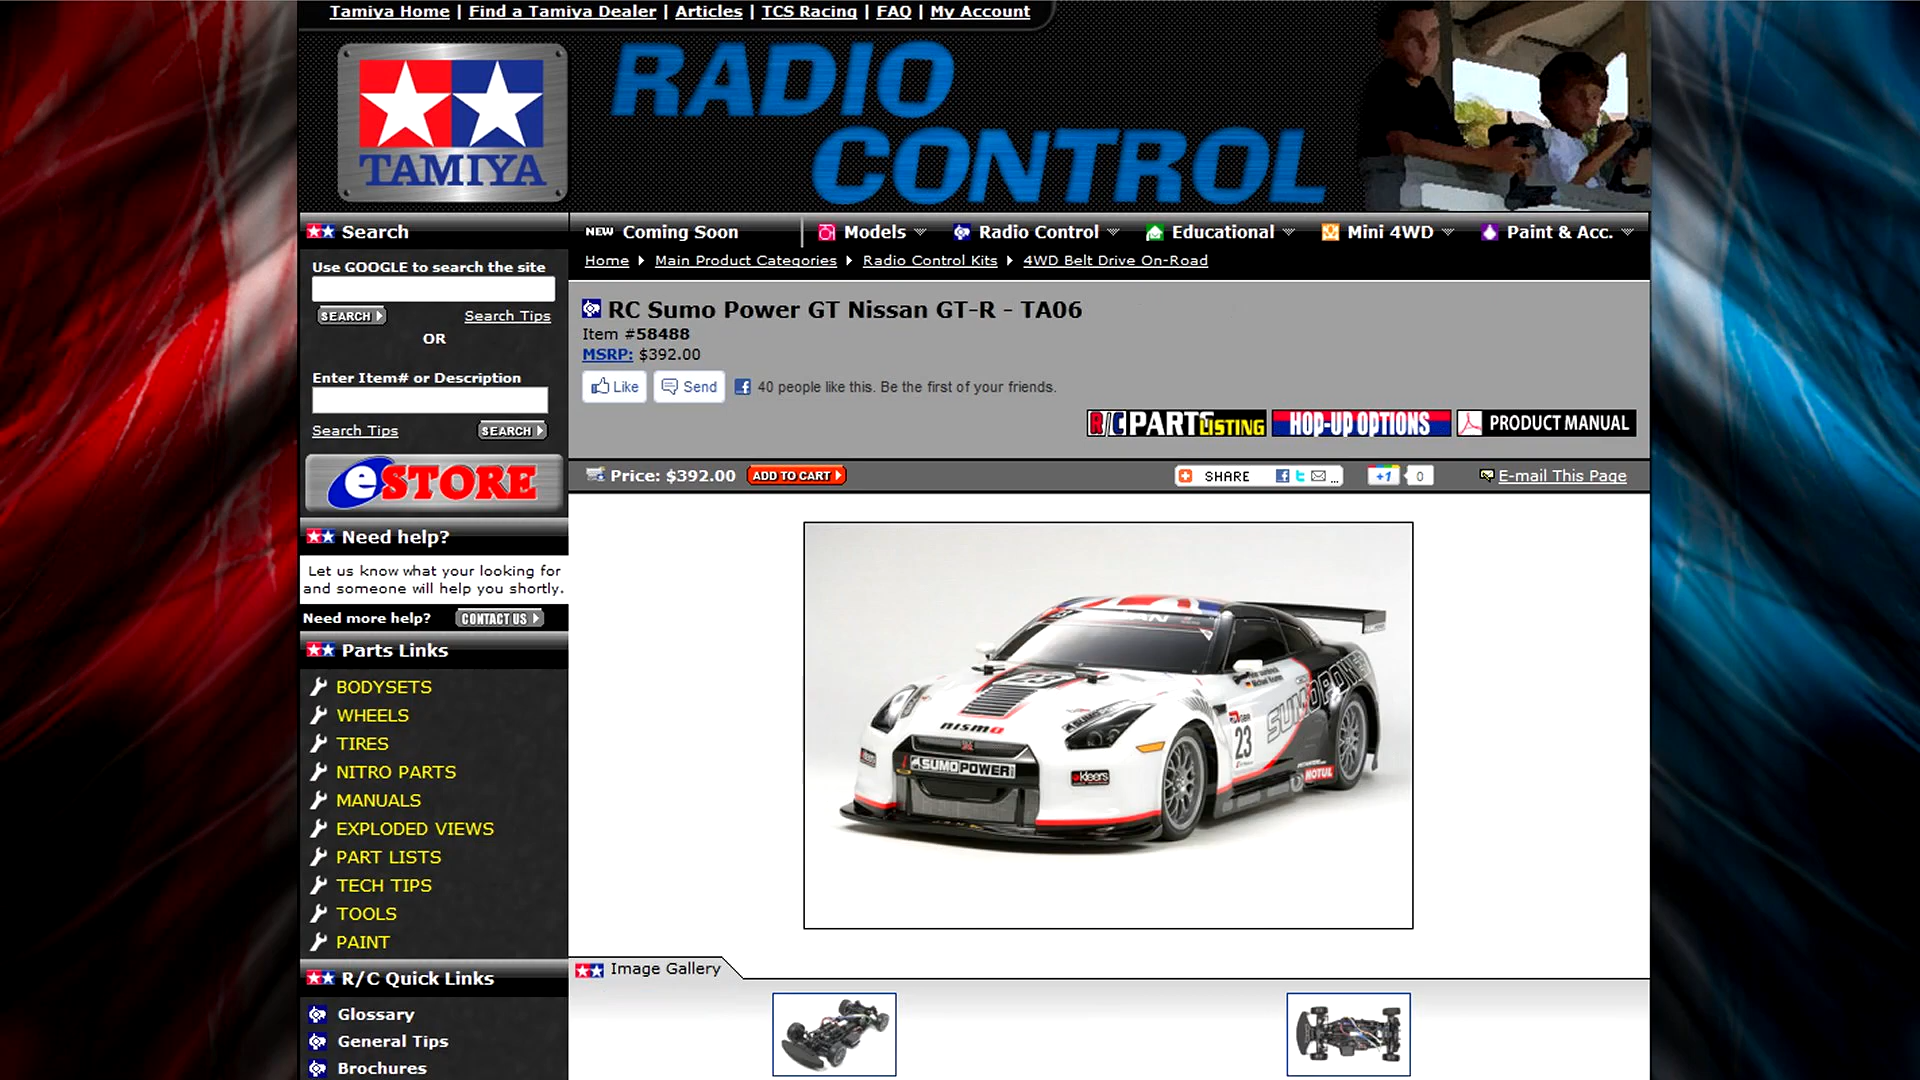 Tamiya Home | Find a Tamiya Dealer | Articles | TCS Racing | FAQ | My Account
TAMIYA
RADIO
CONTROL
Search
NEW Coming Soon
Models
Radio Control
Educational
Mini 4WD
Paint & Acc.
Home
Main Product Categories
Radio Control Kits
4WD Belt Drive On-Road
Use GOOGLE to search the site
SEARCH
Search Tips
OR
Enter Item# or Description
Search Tips
SEARCH
eSTORE
Need help?
Let us know what your looking for
and someone will help you shortly.
Need more help?
CONTACT US
Parts Links
BODYSETS
WHEELS
TIRES
NITRO PARTS
MANUALS
EXPLODED VIEWS
PART LISTS
TECH TIPS
TOOLS
PAINT
R/C Quick Links
Glossary
General Tips
Brochures
RC Sumo Power GT Nissan GT-R - TA06
Item #58488
MSRP: $392.00
Like
Send
40 people like this. Be the first of your friends.
R/C PARTS LISTING
HOP-UP OPTIONS
PRODUCT MANUAL
Price: $392.00
ADD TO CART
SHARE
...
+1
0
E-mail This Page
23
23
NISMO
SUMOPOWER
kleers
23
SUMOPOWER
MOTUL
Image Gallery